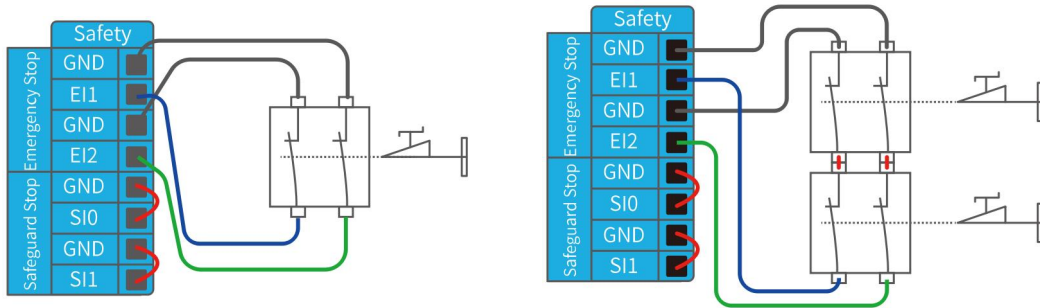 Safety
Emergency Stop
GND
EI1
GND
EI2
Safeguard Stop
GND
SI0
GND
SI1
Safety
Emergency Stop
GND
EI1
GND
EI2
Safeguard Stop
GND
SI0
GND
SI1